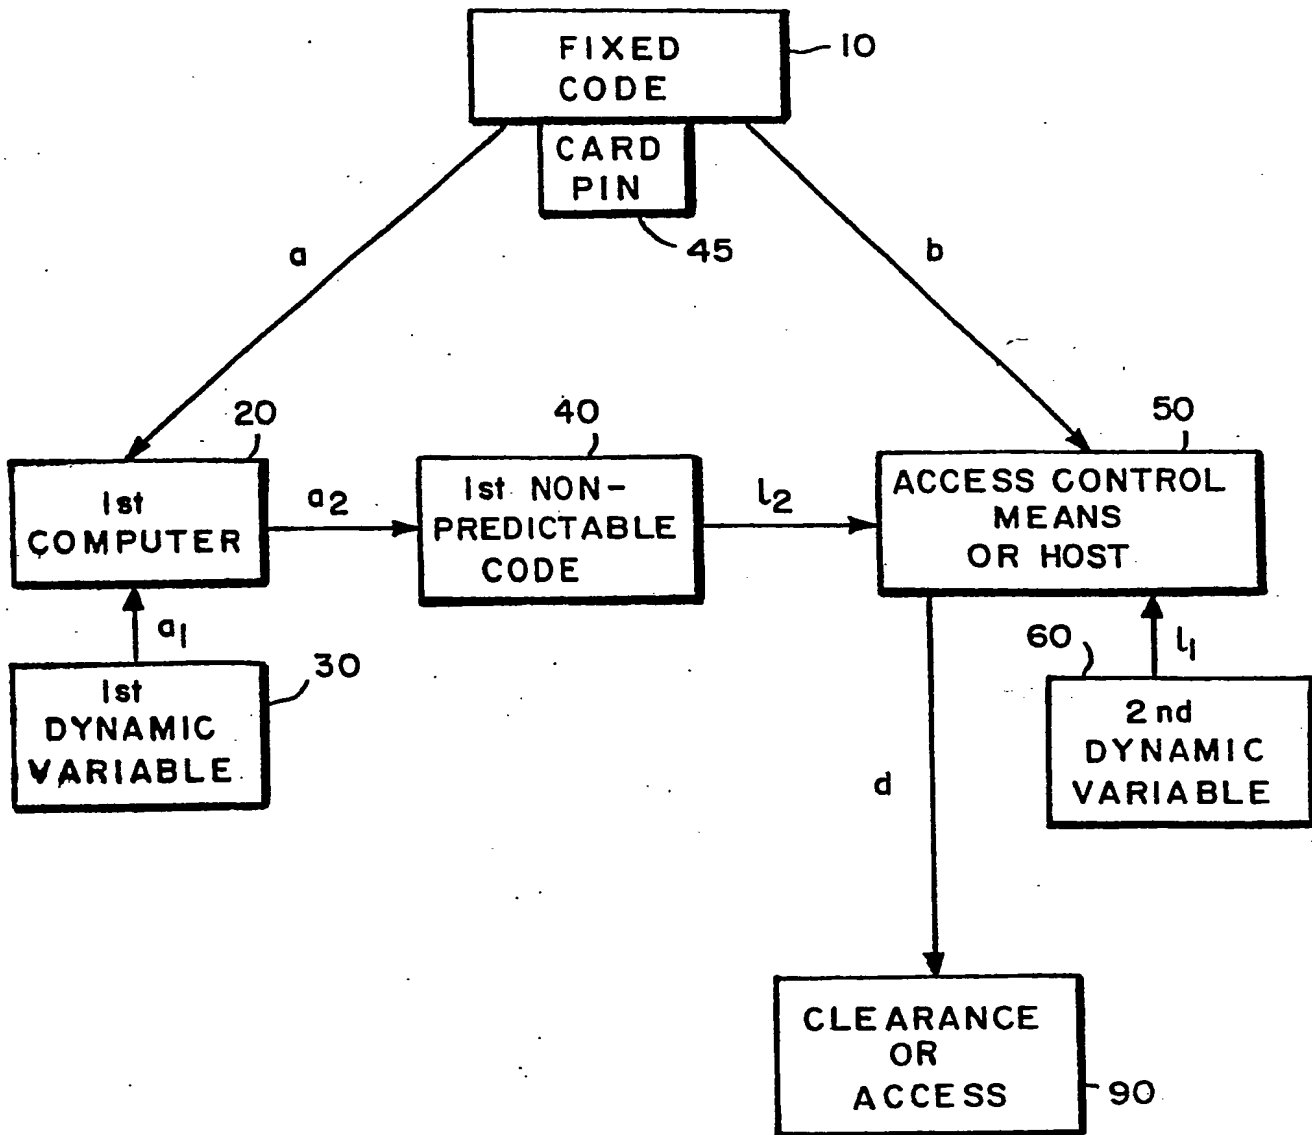 FIXED
CODE
10
CARD
PIN
45
a
b
20
40
50
1st
COMPUTER
a2
1st NON-
PREDICTABLE
CODE
l2
ACCESS CONTROL
MEANS
OR HOST
a1
60
l1
30
1st
DYNAMIC
VARIABLE
2nd
DYNAMIC
VARIABLE
d
CLEARANCE
OR
ACCESS
90